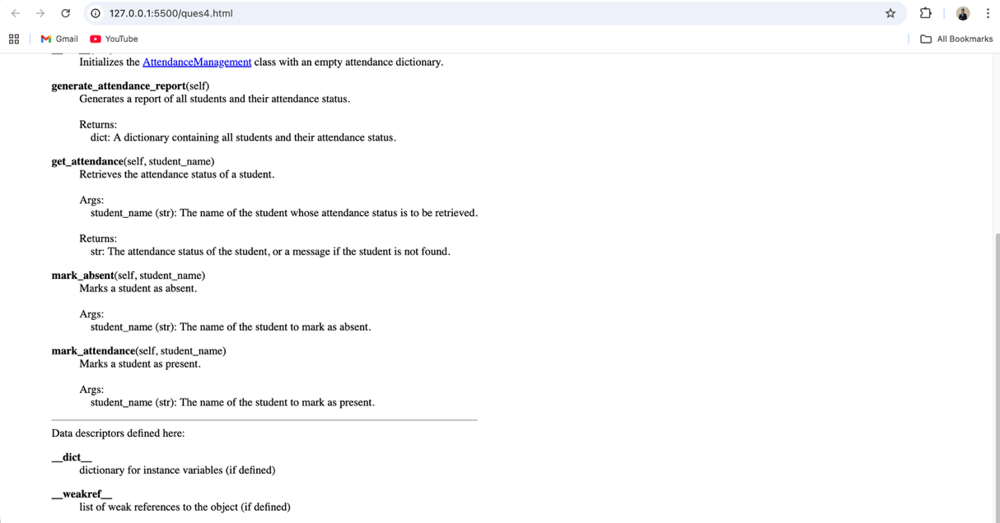 127.0.0.1:5500/ques4.html
Gmail YouTube All Bookmarks
Initializes the AttendanceManagement class with an empty attendance dictionary.
generate_attendance_report(self)
Generates a report of all students and their attendance status.
Returns:
dict: A dictionary containing all students and their attendance status.
get_attendance(self, student_name)
Retrieves the attendance status of a student.
Args:
student_name (str): The name of the student whose attendance status is to be retrieved.
Returns:
str: The attendance status of the student, or a message if the student is not found.
mark_absent(self, student_name)
Marks a student as absent.
Args:
student_name (str): The name of the student to mark as absent.
mark_attendance(self, student_name)
Marks a student as present.
Args:
student_name (str): The name of the student to mark as present.
Data descriptors defined here:
__dict__
dictionary for instance variables (if defined)
__weakref__
list of weak references to the object (if defined)